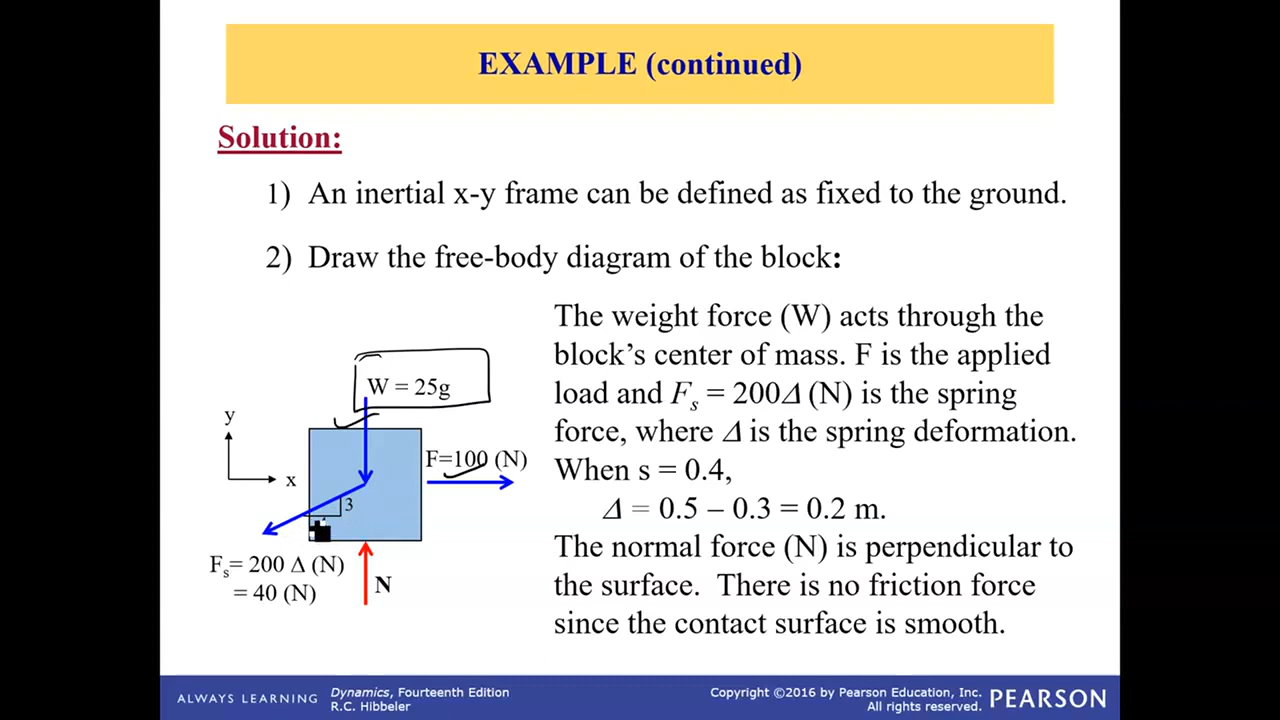 EXAMPLE (continued)
Solution:
1) An inertial x-y frame can be defined as fixed to the ground.
2) Draw the free-body diagram of the block:
The weight force (W) acts through the
block’s center of mass. F is the applied
load and Fₛ = 200Δ (N) is the spring
force, where Δ is the spring deformation.
When s = 0.4,
Δ = 0.5 – 0.3 = 0.2 m.
The normal force (N) is perpendicular to
the surface. There is no friction force
since the contact surface is smooth.
W = 25g
y
x
F=100 (N)
3
Fₛ= 200 Δ (N)
= 40 (N)
N
ALWAYS LEARNING
Dynamics, Fourteenth Edition
R.C. Hibbeler
Copyright ©2016 by Pearson Education, Inc.
All rights reserved.
PEARSON